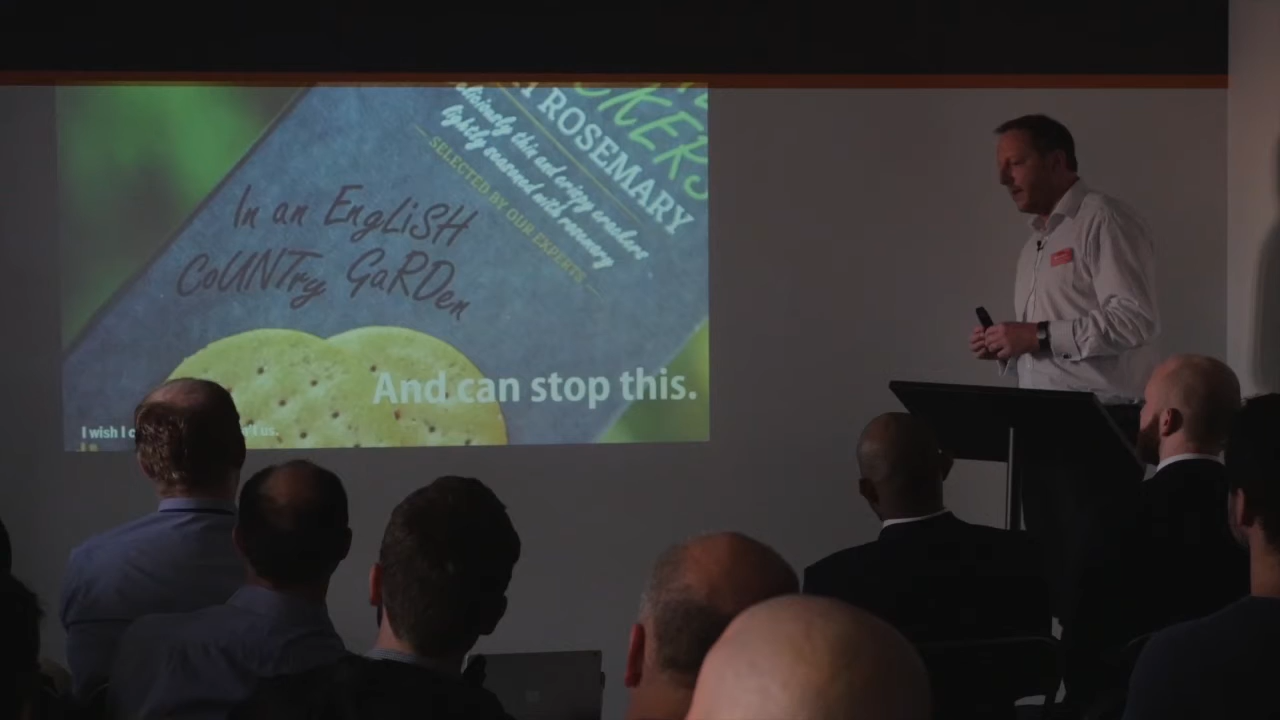 KERS
ROSEMARY
thin and crispy crackers
lightly seasoned with rosemary
SELECTED BY OUR EXPERTS
In an ENgLiSH
CoUNTry GaRDen
And can stop this.
I wish I
us.